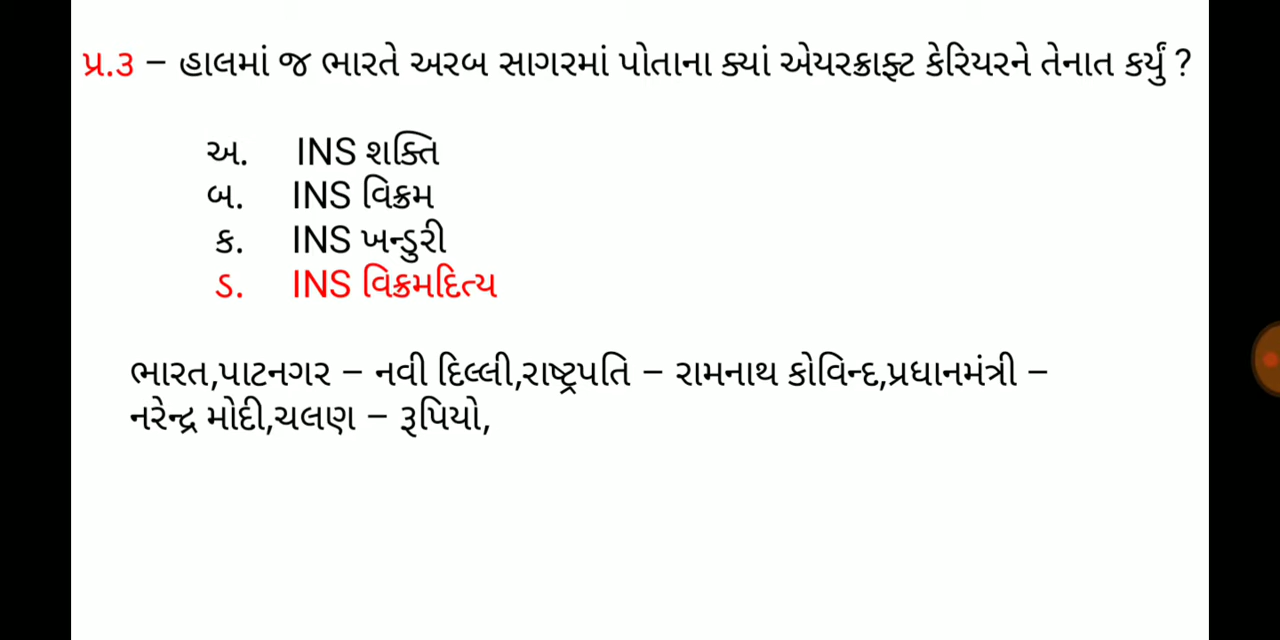 પ્ર.૩ – હાલમાં જ ભારતે અરબ સાગરમાં પોતાના ક્યાં એયરક્રાફ્ટ કેરિયરને તેનાત કર્યું ?
અ. INS શક્તિ
બ. INS વિક્રમ
ક. INS ખન્ડુરી
ડ. INS વિક્રમદિત્ય
ભારત,પાટનગર – નવી દિલ્લી,રાષ્ટ્રપતિ – રામનાથ કોવિન્દ,પ્રધાનમંત્રી –
નરેન્દ્ર મોદી,ચલણ – રૂપિયો,